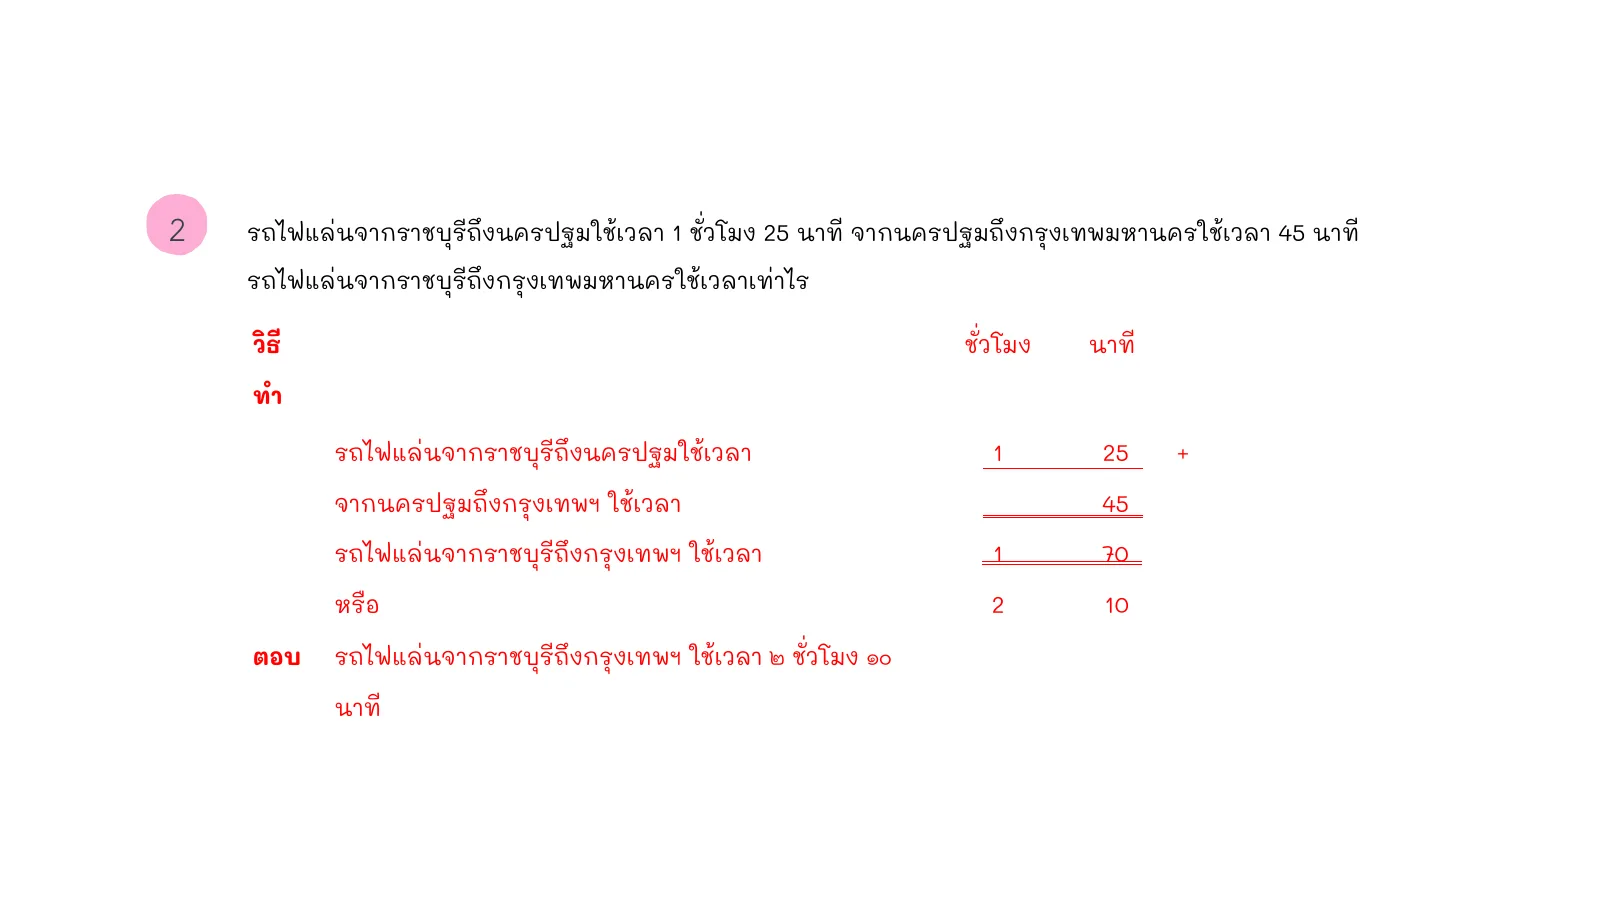 2 รถไฟแล่นจากราชบุรีถึงนครปฐมใช้เวลา 1 ชั่วโมง 25 นาที จากนครปฐมถึงกรุงเทพมหานครใช้เวลา 45 นาที
รถไฟแล่นจากราชบุรีถึงกรุงเทพมหานครใช้เวลาเท่าไร
วิธี ชั่วโมง นาที
ทำ
รถไฟแล่นจากราชบุรีถึงนครปฐมใช้เวลา 1 25 +
จากนครปฐมถึงกรุงเทพฯ ใช้เวลา 45
รถไฟแล่นจากราชบุรีถึงกรุงเทพฯ ใช้เวลา 1 70
หรือ 2 10
ตอบ รถไฟแล่นจากราชบุรีถึงกรุงเทพฯ ใช้เวลา ๒ ชั่วโมง ๑๐
นาที